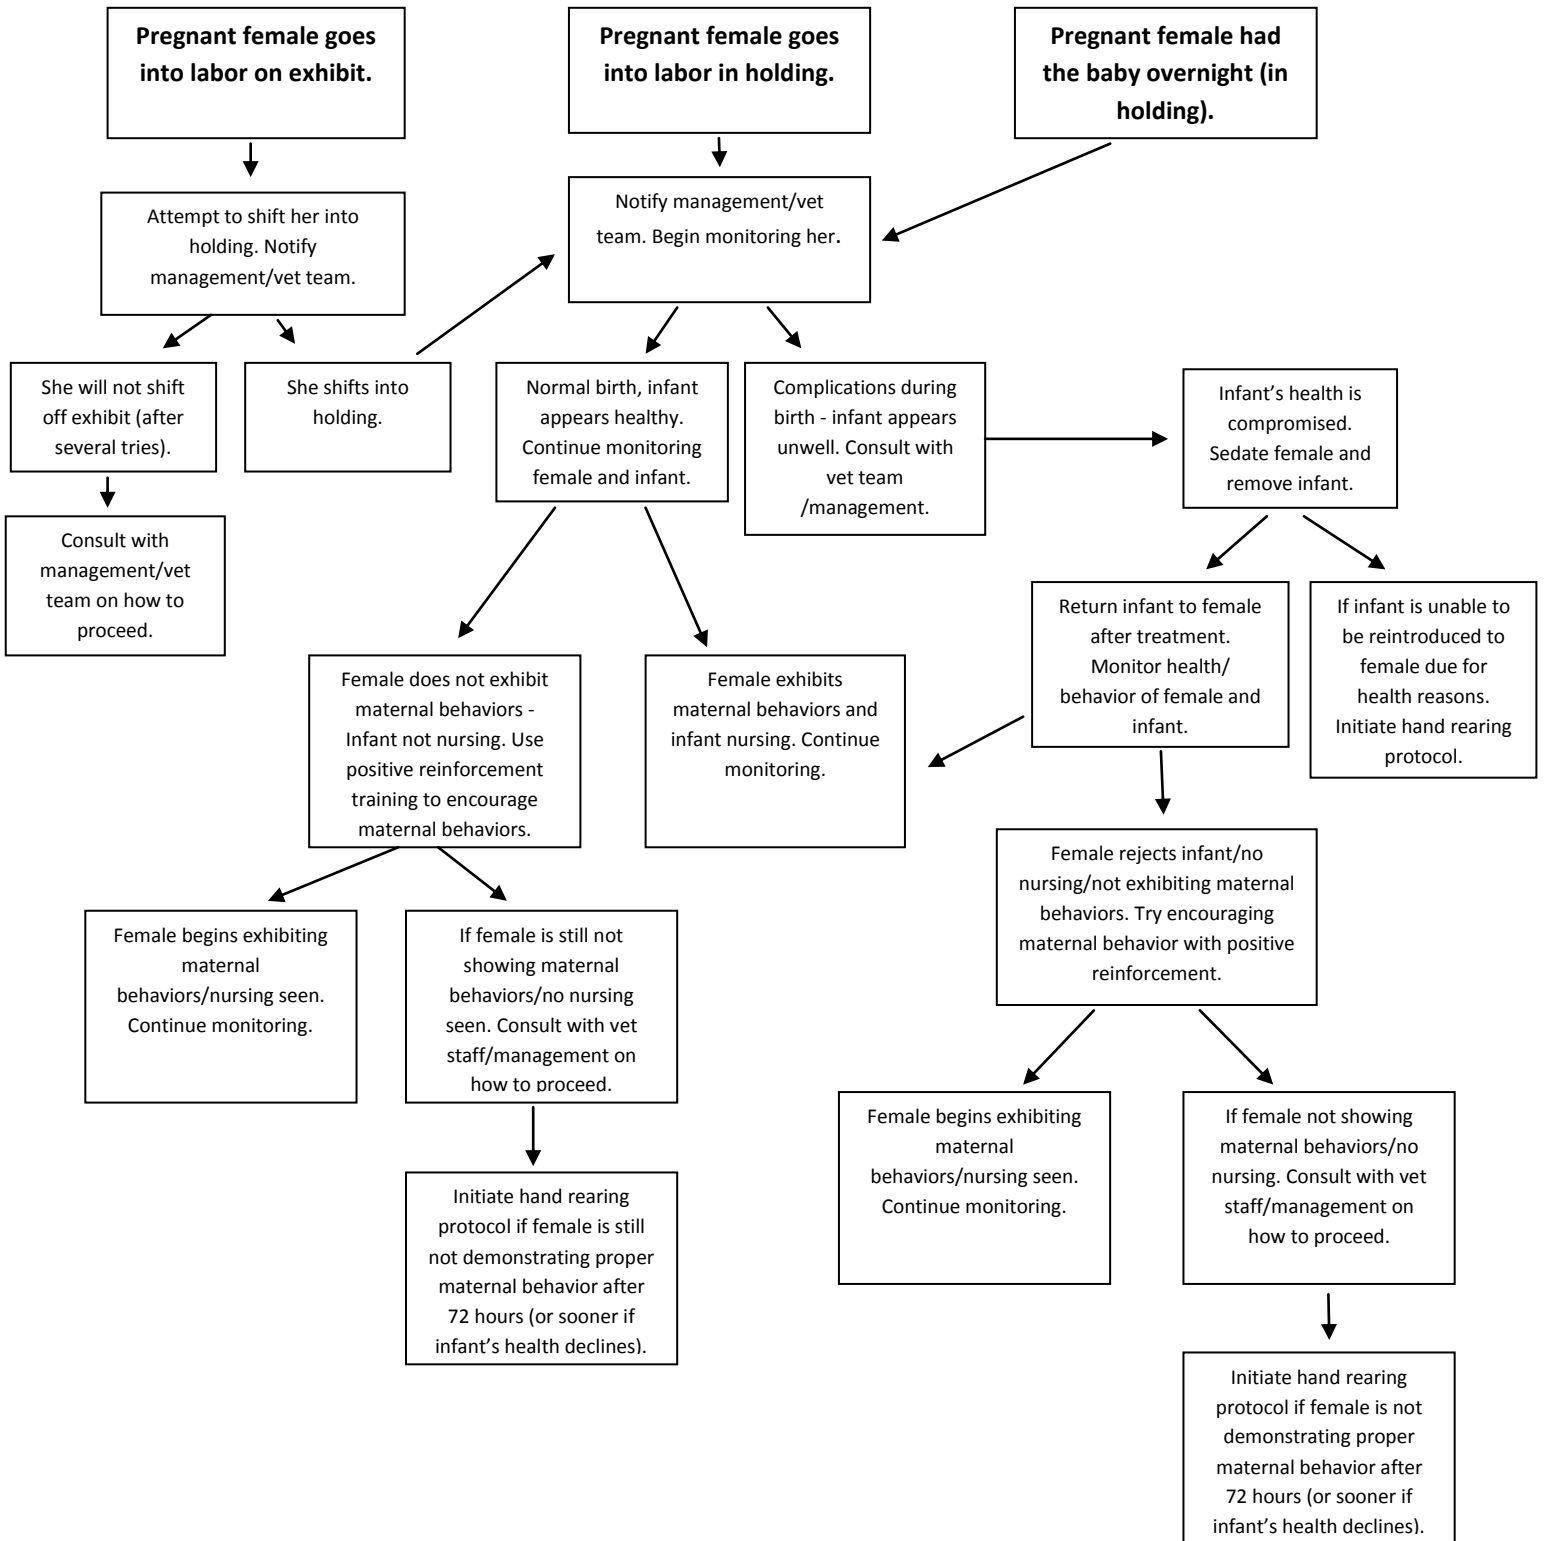 Pregnant female goes
into labor on exhibit.
Pregnant female goes
into labor in holding.
Pregnant female had
the baby overnight (in
holding).
Attempt to shift her into
holding. Notify
management/vet team.
Notify management/vet
team. Begin monitoring her.
She will not shift
off exhibit (after
several tries).
She shifts into
holding.
Normal birth, infant
appears healthy.
Continue monitoring
female and infant.
Complications during
birth - infant appears
unwell. Consult with
vet team
/management.
Infant’s health is
compromised.
Sedate female and
remove infant.
Consult with
management/vet
team on how to
proceed.
Return infant to female
after treatment.
Monitor health/
behavior of female and
infant.
If infant is unable to
be reintroduced to
female due for
health reasons.
Initiate hand rearing
protocol.
Female does not exhibit
maternal behaviors -
Infant not nursing. Use
positive reinforcement
training to encourage
maternal behaviors.
Female exhibits
maternal behaviors and
infant nursing. Continue
monitoring.
Female rejects infant/no
nursing/not exhibiting maternal
behaviors. Try encouraging
maternal behavior with positive
reinforcement.
Female begins exhibiting
maternal
behaviors/nursing seen.
Continue monitoring.
If female is still not
showing maternal
behaviors/no nursing
seen. Consult with vet
staff/management on
how to proceed.
Female begins exhibiting
maternal
behaviors/nursing seen.
Continue monitoring.
If female not showing
maternal behaviors/no
nursing. Consult with vet
staff/management on
how to proceed.
Initiate hand rearing
protocol if female is still
not demonstrating proper
maternal behavior after
72 hours (or sooner if
infant’s health declines).
Initiate hand rearing
protocol if female is not
demonstrating proper
maternal behavior after
72 hours (or sooner if
infant’s health declines).